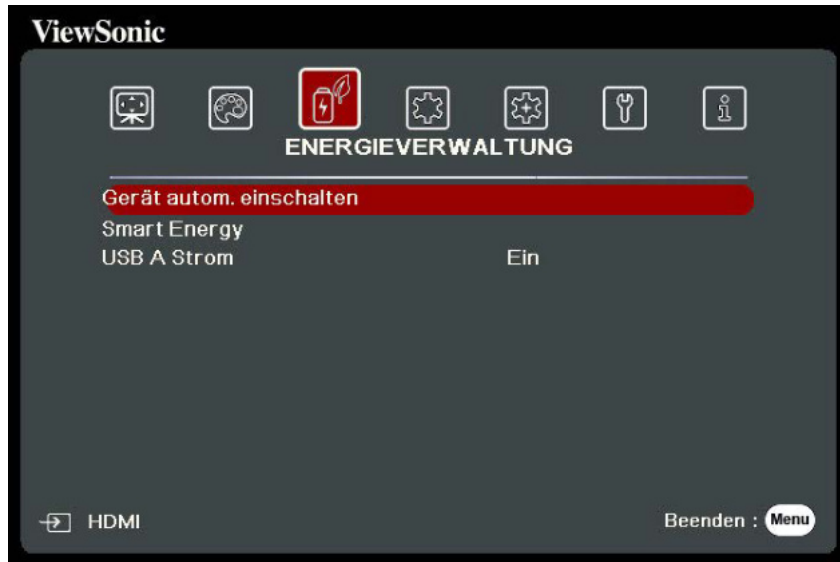 ViewSonic
ENERGIEVERWALTUNG
Gerät autom. einschalten
Smart Energy
USB A Strom Ein
HDMI Beenden : Menu